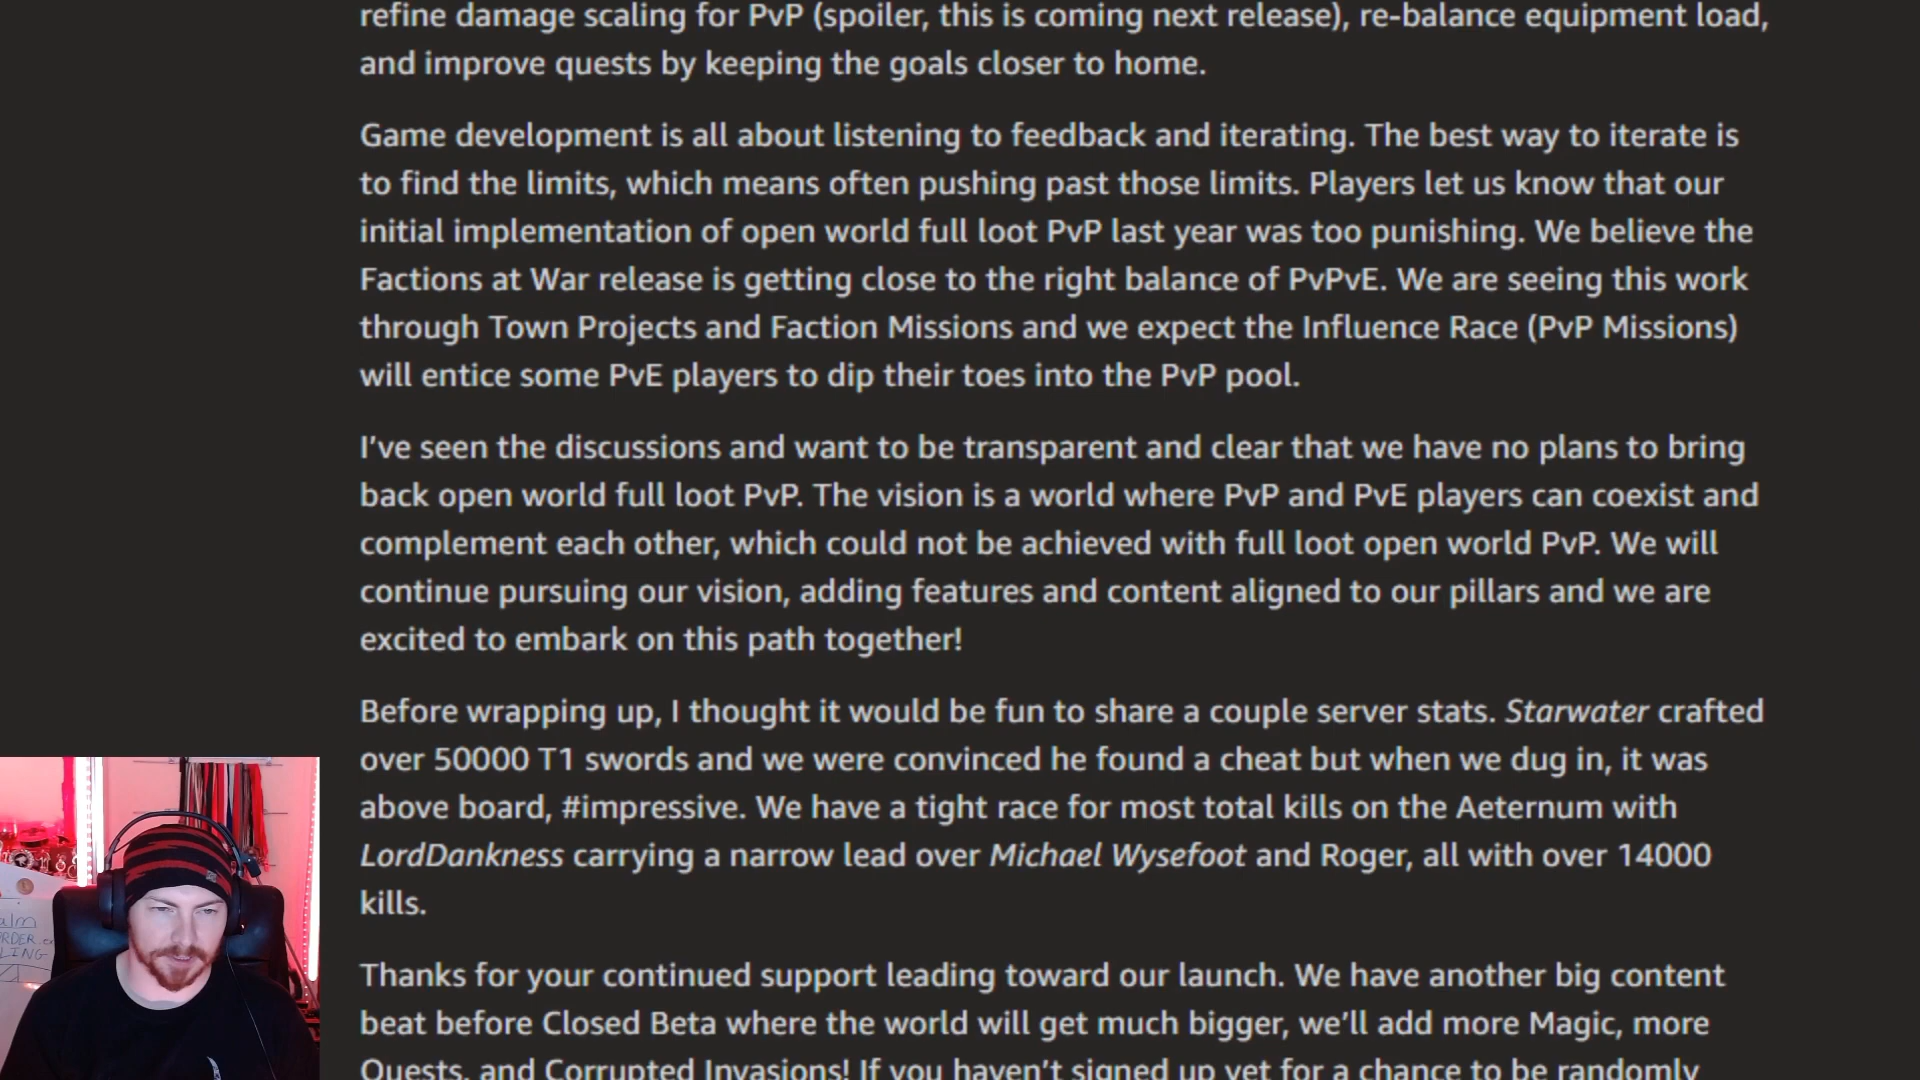 refine damage scaling for PvP (spoiler, this is coming next release), re-balance equipment load,
and improve quests by keeping the goals closer to home.
Game development is all about listening to feedback and iterating. The best way to iterate is
to find the limits, which means often pushing past those limits. Players let us know that our
initial implementation of open world full loot PvP last year was too punishing. We believe the
Factions at War release is getting close to the right balance of PvPvE. We are seeing this work
through Town Projects and Faction Missions and we expect the Influence Race (PvP Missions)
will entice some PvE players to dip their toes into the PvP pool.
I’ve seen the discussions and want to be transparent and clear that we have no plans to bring
back open world full loot PvP. The vision is a world where PvP and PvE players can coexist and
complement each other, which could not be achieved with full loot open world PvP. We will
continue pursuing our vision, adding features and content aligned to our pillars and we are
excited to embark on this path together!
Before wrapping up, I thought it would be fun to share a couple server stats. Starwater crafted
over 50000 T1 swords and we were convinced he found a cheat but when we dug in, it was
above board, #impressive. We have a tight race for most total kills on the Aeternum with
LordDankness carrying a narrow lead over Michael Wysefoot and Roger, all with over 14000
kills.
Thanks for your continued support leading toward our launch. We have another big content
beat before Closed Beta where the world will get much bigger, we’ll add more Magic, more
Quests, and Corrupted Invasions! If you haven’t signed up yet for a chance to be randomly